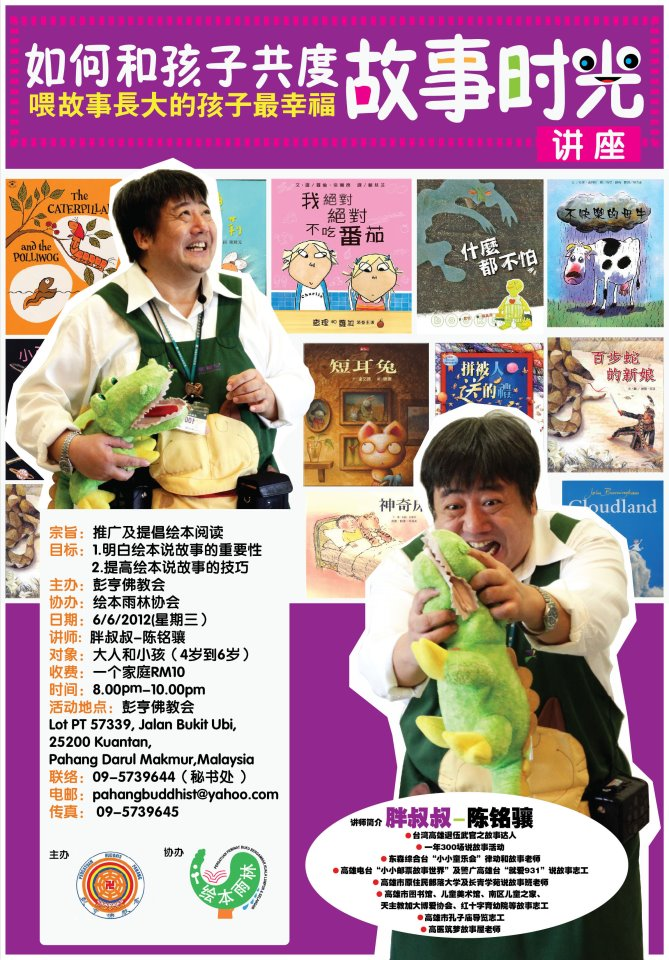 如何和孩子共度
故事时光
喂故事長大的孩子最幸福
讲座
The
CATERPILLA
and the
POLLIWOG
我絕對
絕對
不吃番茄
charlie
查理和蘿拉
什麼
都不怕
不快樂的母牛
短耳兔
拼被人
送的禮
百步蛇
的新娘
神奇床
John Burningham
Cloudland
宗旨：推广及提倡绘本阅读
目标：1.明白绘本说故事的重要性
2.提高绘本说故事的技巧
主办：彭亨佛教会
协办：绘本雨林协会
日期：6/6/2012(星期三）
讲师：胖叔叔-陈铭骧
对象：大人和小孩（4岁到6岁）
收费：一个家庭RM10
时间：8.00pm-10.00pm
活动地点：彭亨佛教会
Lot PT 57339, Jalan Bukit Ubi,
25200 Kuantan,
Pahang Darul Makmur,Malaysia
联络：09-5739644（秘书处 ）
电邮：pahangbuddhist@yahoo.com
传真： 09-5739645
主办
协办
绘本雨林
讲师简介 胖叔叔-陈铭骧
●台湾高雄退伍武官之故事达人
●一年300场说故事活动
●东森综合台“小小童乐会”律动和故事老师
●高雄电台“小小邮票故事世界”及警广高雄台“就爱931”说故事志工
●高雄市原住民部落大学及长青学苑说故事班老师
●高雄市图书馆、儿童美术馆、南区儿童之家、
天主教加大博爱协会、红十字育幼院等故事志工
●高雄市孔子庙导览志工
●高医筑梦故事屋老师